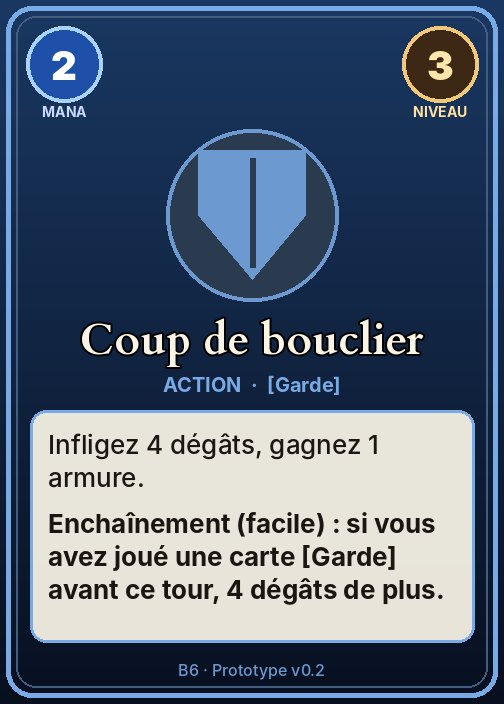 2
3
MANA
NIVEAU
Coup de bouclier
ACTION · [Garde]
Infligez 4 dégâts, gagnez 1
armure.
Enchaînement (facile) : si vous
avez joué une carte [Garde]
avant ce tour, 4 dégâts de plus.
B6 · Prototype v0.2